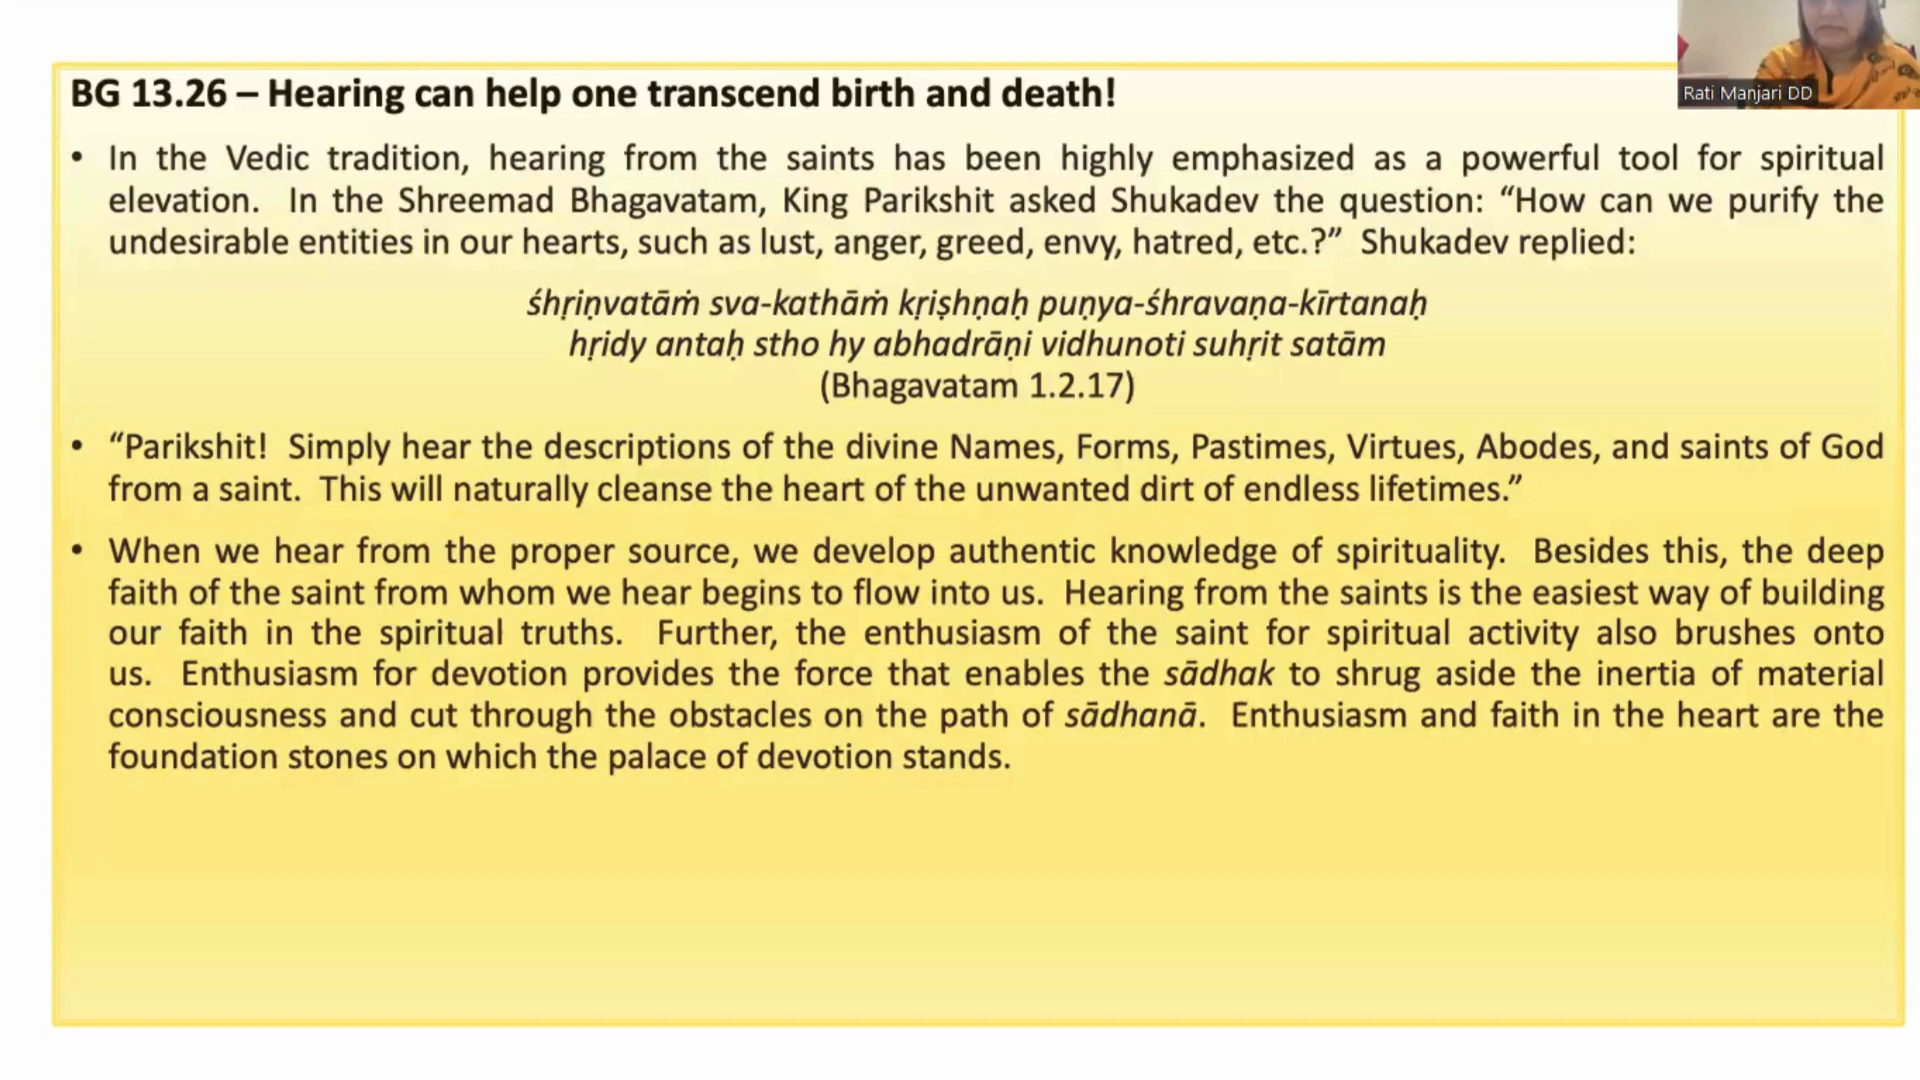 Rati Manjari DD
BG 13.26 – Hearing can help one transcend birth and death!
• In the Vedic tradition, hearing from the saints has been highly emphasized as a powerful tool for spiritual
elevation. In the Shreemad Bhagavatam, King Parikshit asked Shukadev the question: “How can we purify the
undesirable entities in our hearts, such as lust, anger, greed, envy, hatred, etc.?” Shukadev replied:
śhṛiṇvatāṁ sva-kathāṁ kṛiṣhṇaḥ puṇya-śhravaṇa-kīrtanaḥ
hṛidy antaḥ stho hy abhadrāṇi vidhunoti suhṛit satām
(Bhagavatam 1.2.17)
• “Parikshit! Simply hear the descriptions of the divine Names, Forms, Pastimes, Virtues, Abodes, and saints of God
from a saint. This will naturally cleanse the heart of the unwanted dirt of endless lifetimes.”
• When we hear from the proper source, we develop authentic knowledge of spirituality. Besides this, the deep
faith of the saint from whom we hear begins to flow into us. Hearing from the saints is the easiest way of building
our faith in the spiritual truths. Further, the enthusiasm of the saint for spiritual activity also brushes onto
us. Enthusiasm for devotion provides the force that enables the sādhak to shrug aside the inertia of material
consciousness and cut through the obstacles on the path of sādhanā. Enthusiasm and faith in the heart are the
foundation stones on which the palace of devotion stands.